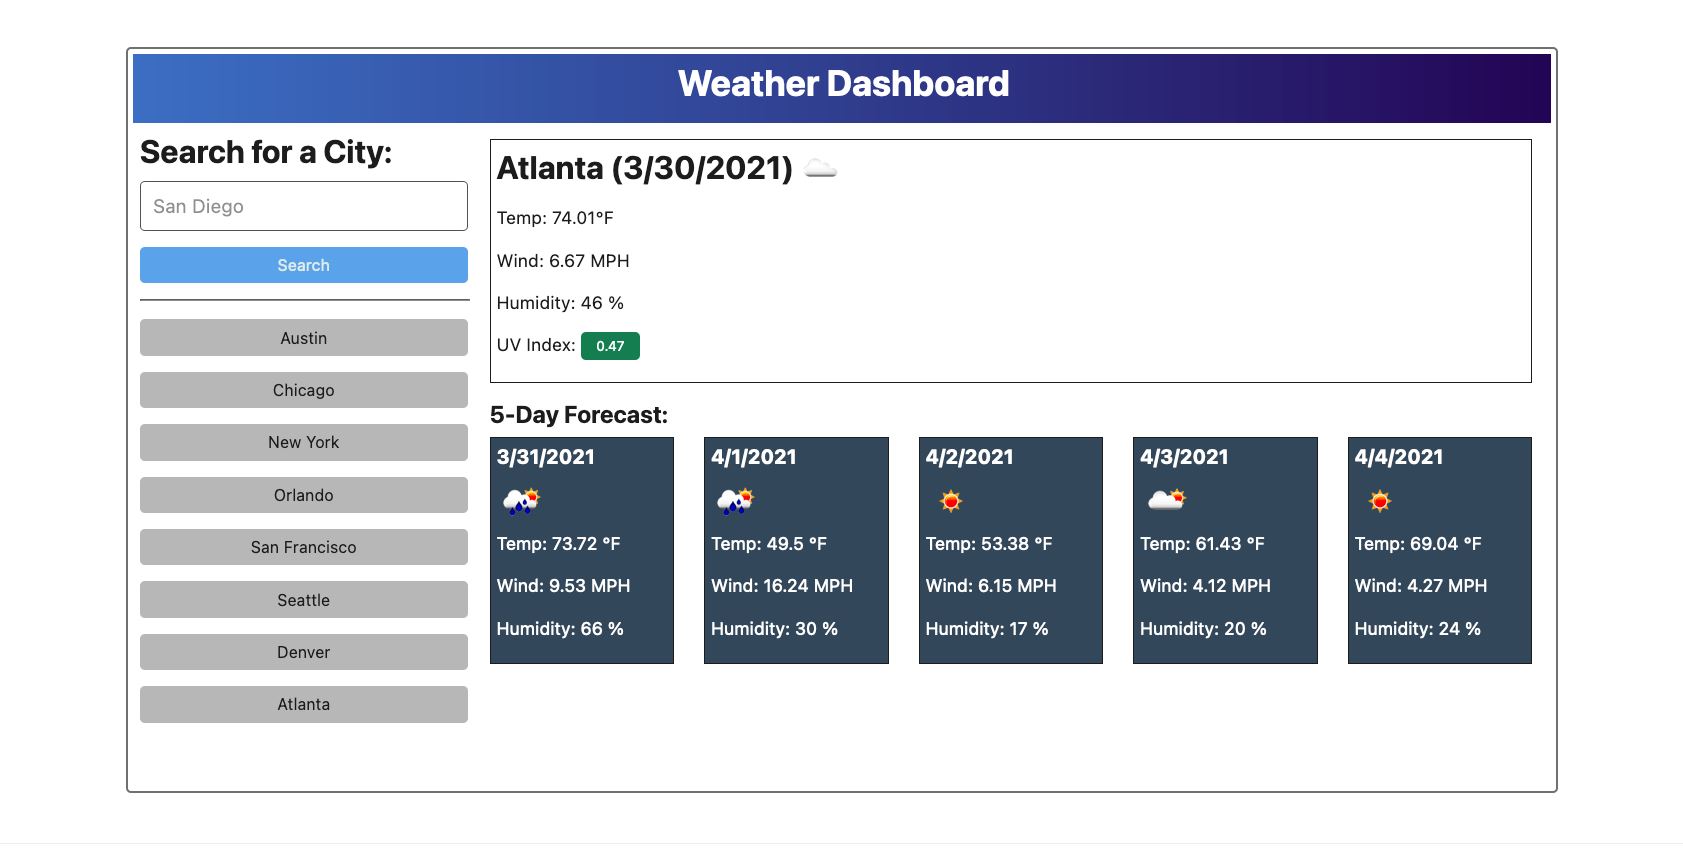 Weather Dashboard
Search for a City:
San Diego
Search
Austin
Chicago
New York
Orlando
San Francisco
Seattle
Denver
Atlanta
Atlanta (3/30/2021)
Temp: 74.01°F
Wind: 6.67 MPH
Humidity: 46 %
UV Index: 0.47
5-Day Forecast:
3/31/2021
Temp: 73.72 °F
Wind: 9.53 MPH
Humidity: 66 %
4/1/2021
Temp: 49.5 °F
Wind: 16.24 MPH
Humidity: 30 %
4/2/2021
Temp: 53.38 °F
Wind: 6.15 MPH
Humidity: 17 %
4/3/2021
Temp: 61.43 °F
Wind: 4.12 MPH
Humidity: 20 %
4/4/2021
Temp: 69.04 °F
Wind: 4.27 MPH
Humidity: 24 %